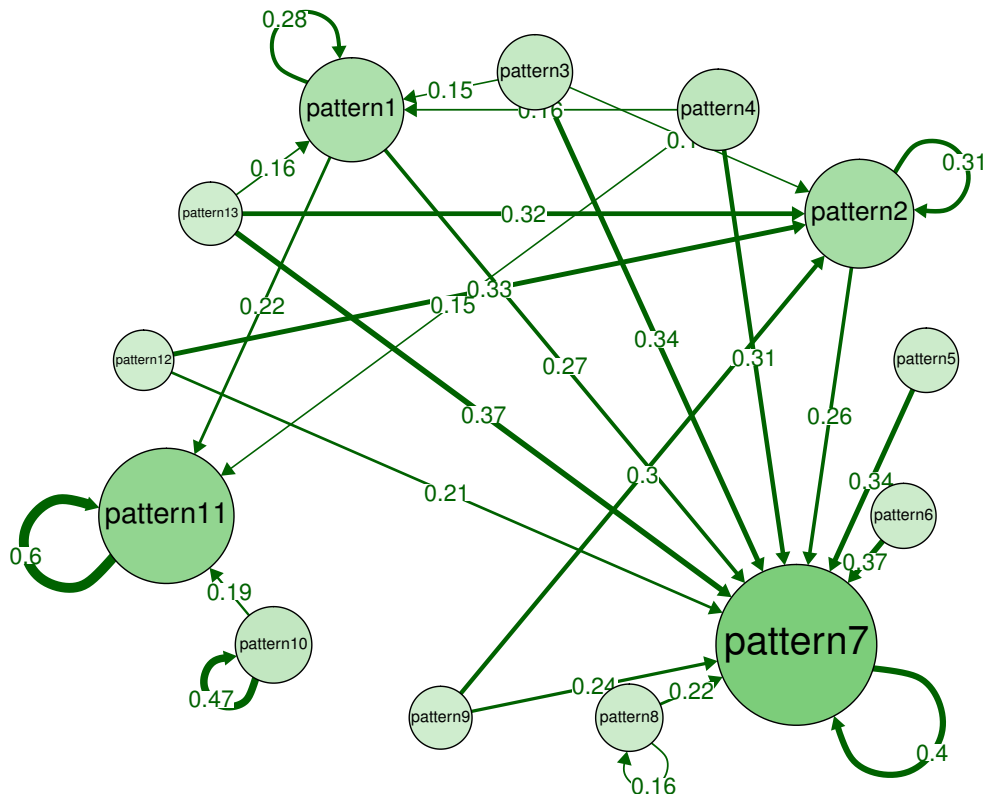 0.28
pattern3
0.15
pattern1
0.16
pattern4
0.31
0.16
pattern13
0.32
pattern2
0.33
0.15
0.22
0.34
0.31
pattern12
0.27
pattern5
0.37
0.26
0.3
0.34
0.21
pattern11
pattern6
0.6
0.37
0.19
pattern10
pattern7
0.47
0.24
0.22
pattern9
pattern8
0.4
0.16